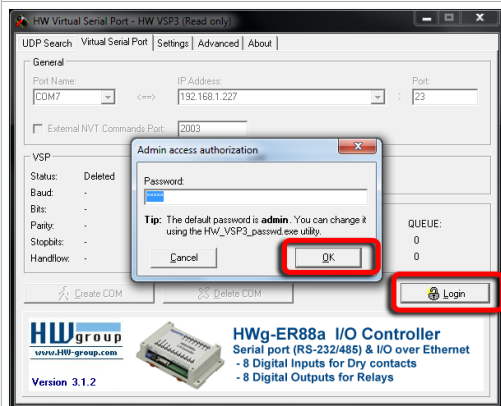 HW Virtual Serial Port - HW VSP3 (Read only)
UDP Search Virtual Serial Port Settings Advanced About
General
Port Name: IP Address: Port:
COM7 <==> 192.168.1.227 : 23
External NVT Commands Port: 2003
Admin access authorization
VSP
Status: Deleted
Password:
Baud: -
*****
Bits: -
Tip: The default password is admin. You can change it
Parity: -
using the HW_VSP3_passwd.exe utility.
QUEUE:
Stopbits: -
0
Handflow: -
Cancel OK
0
Create COM Delete COM Login
HWgroup
www.HW-group.com
Version 3.1.2
HWg-ER88a I/O Controller
Serial port (RS-232/485) & I/O over Ethernet
- 8 Digital Inputs for Dry contacts
- 8 Digital Outputs for Relays